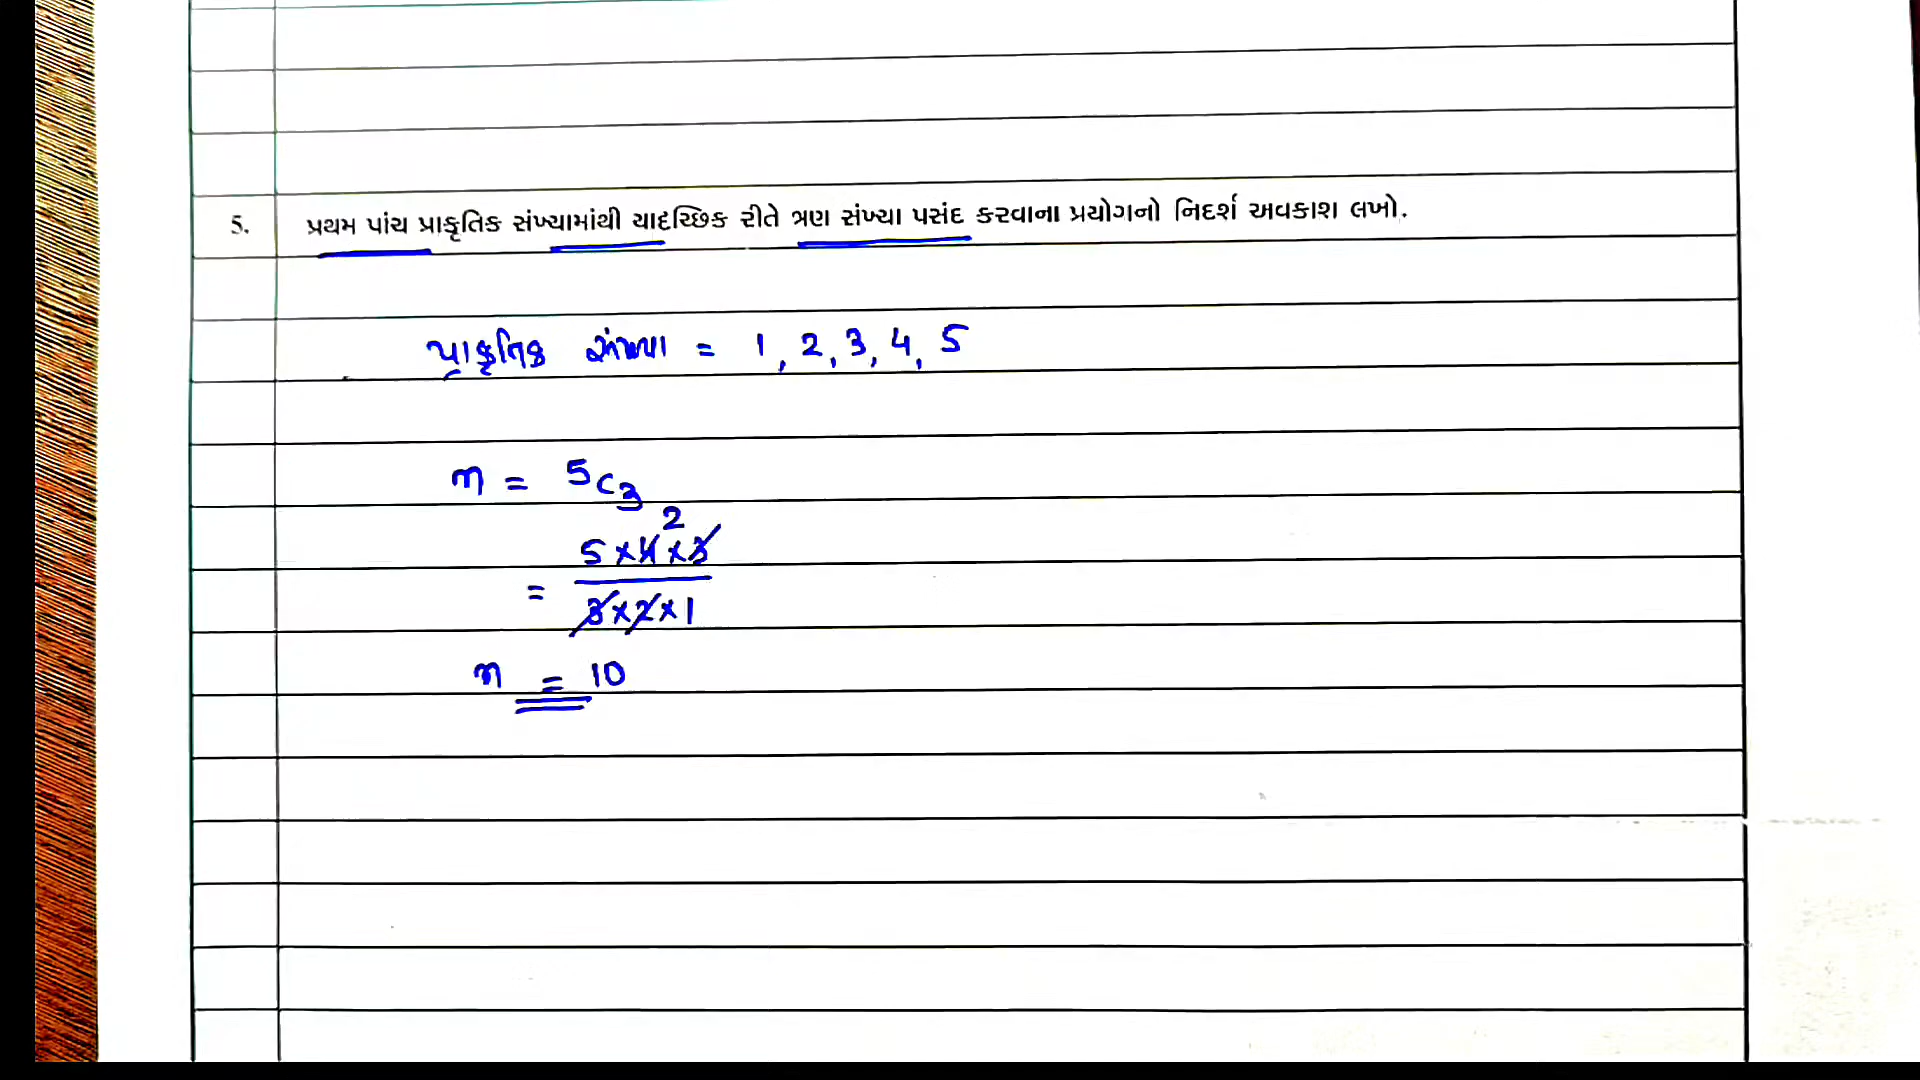 5. પ્રથમ પાંચ પ્રાકૃતિક સંખ્યામાંથી યાદૃચ્છિક રીતે ત્રણ સંખ્યા પસંદ કરવાના પ્રયોગનો નિદર્શ અવકાશ લખો.
પ્રાકૃતિક સંખ્યા = 1, 2, 3, 4, 5
n = 5C3
2
5 × 4 × 3
=
3 × 2 × 1
n = 10